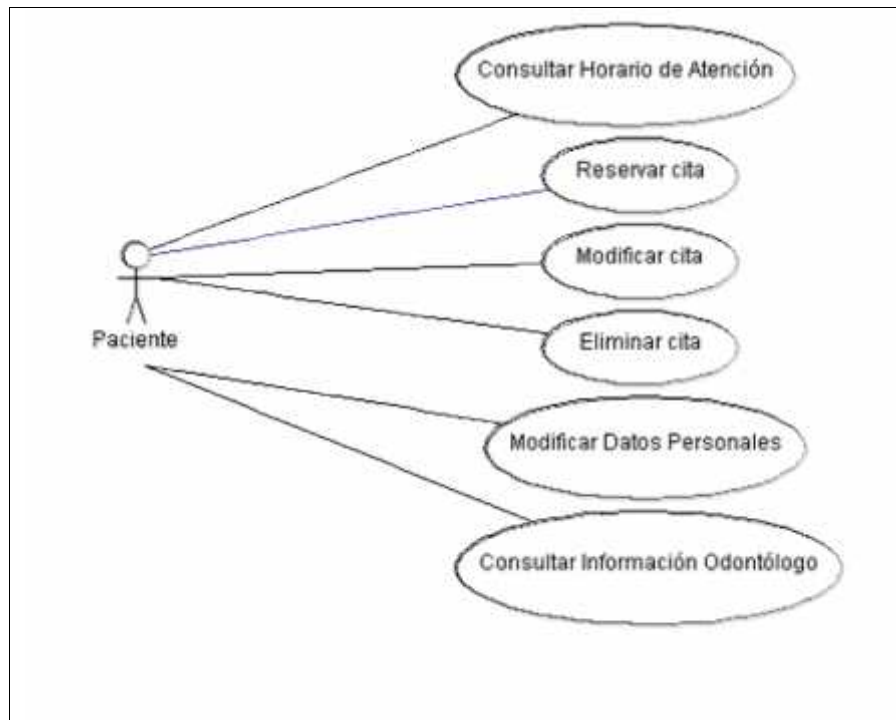 Consultar Horario de Atención
Reservar cita
Modificar cita
Eliminar cita
Paciente
Modificar Datos Personales
Consultar Información Odontólogo